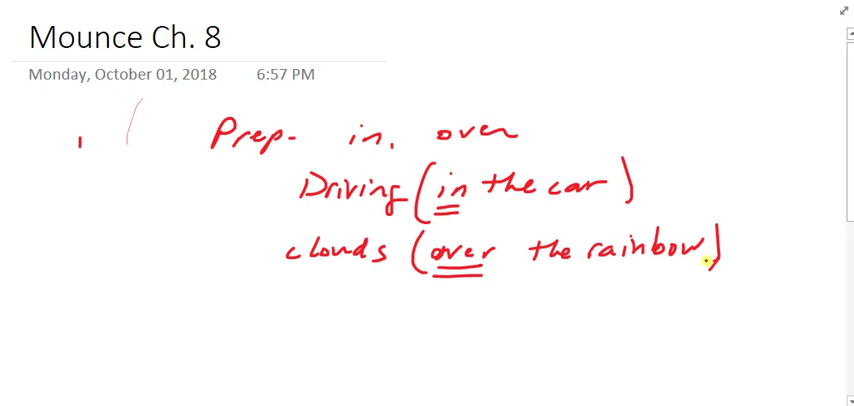 Mounce Ch. 8
Monday, October 01, 2018 6:57 PM
Prep- in, over
Driving (in the car)
clouds (over the rainbow)